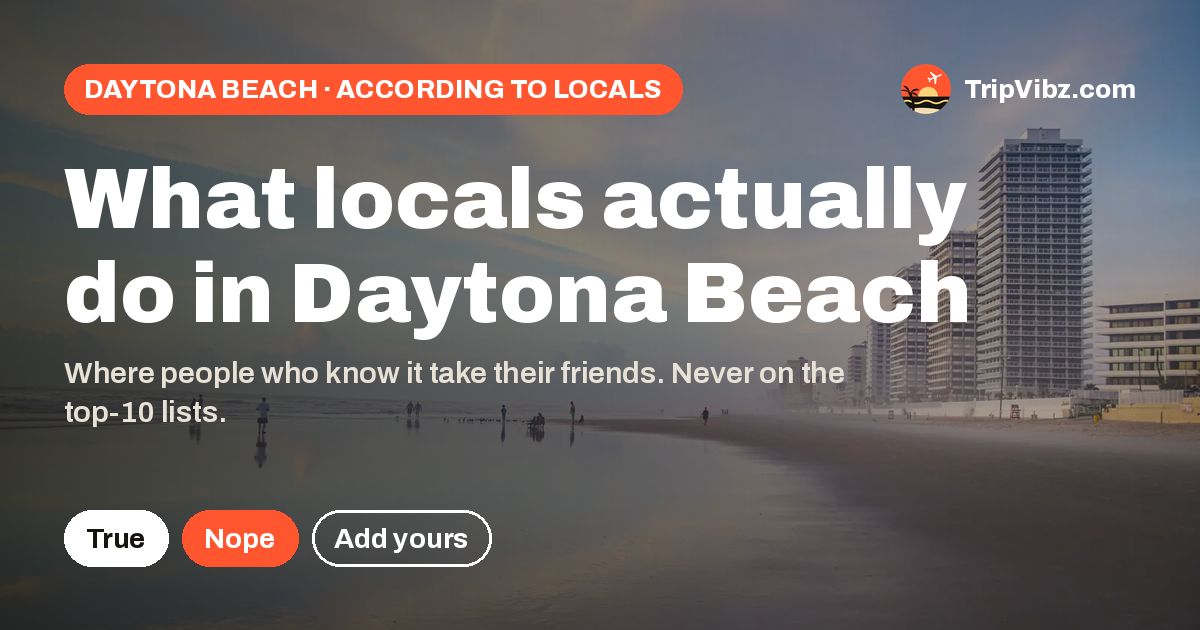 DAYTONA BEACH · ACCORDING TO LOCALS
TripVibz.com
What locals actually
do in Daytona Beach
Where people who know it take their friends. Never on the
top-10 lists.
True
Nope
Add yours